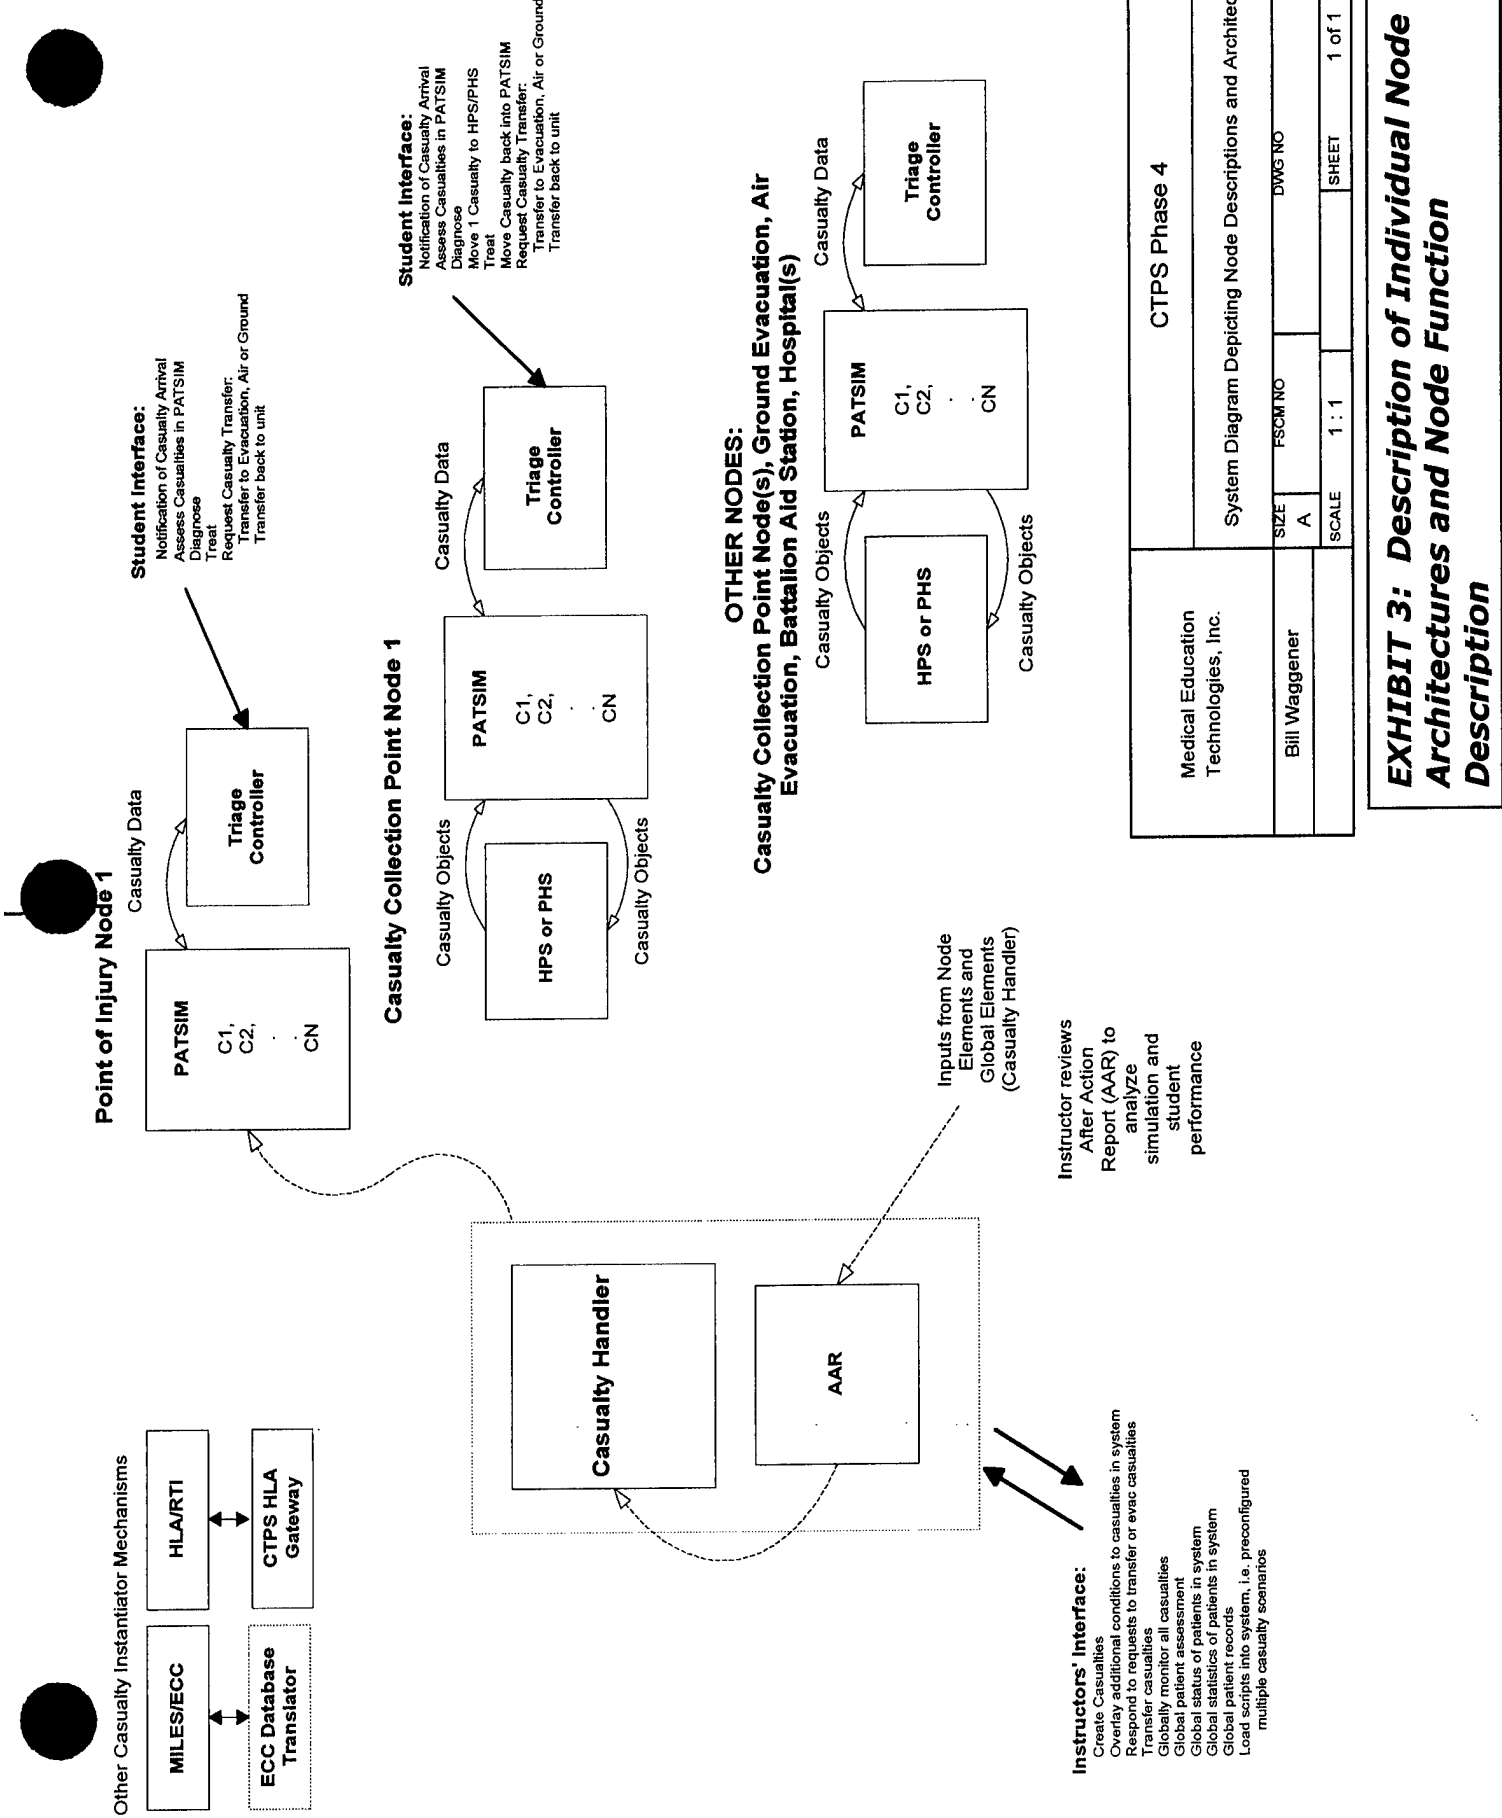 Other Casualty Instantiator Mechanisms
MILES/ECC
HLA/RTI
ECC Database
Translator
CTPS HLA
Gateway
Point of Injury Node 1
PATSIM
C1,
C2,
.
.
CN
Casualty Data
Triage
Controller
Student Interface:
Notification of Casualty Arrival
Assess Casualties in PATSIM
Diagnose
Treat
Request Casualty Transfer:
Transfer to Evacuation, Air or Ground
Transfer back to unit
Casualty Collection Point Node 1
Casualty Objects
HPS or PHS
Casualty Objects
PATSIM
C1,
C2,
.
.
CN
Casualty Data
Triage
Controller
Student Interface:
Notification of Casualty Arrival
Assess Casualties in PATSIM
Diagnose
Move 1 Casualty to HPS/PHS
Treat
Move Casualty back into PATSIM
Request Casualty Transfer:
Transfer to Evacuation, Air or Ground
Transfer back to unit
Casualty Handler
AAR
Inputs from Node
Elements and
Global Elements
(Casualty Handler)
Instructor reviews
After Action
Report (AAR) to
analyze
simulation and
student
performance
OTHER NODES:
Casualty Collection Point Node(s), Ground Evacuation, Air
Evacuation, Battalion Aid Station, Hospital(s)
Casualty Objects
HPS or PHS
Casualty Objects
PATSIM
C1,
C2,
.
.
CN
Casualty Data
Triage
Controller
Instructors' Interface:
Create Casualties
Overlay additional conditions to casualties in system
Respond to requests to transfer or evac casualties
Transfer casualties
Globally monitor all casualties
Global patient assessment
Global status of patients in system
Global statistics of patients in system
Global patient records
Load scripts into system, i.e. preconfigured
multiple casualty scenarios
Medical Education
Technologies, Inc.
CTPS Phase 4
System Diagram Depicting Node Descriptions and Architec
Bill Waggener
SIZE
A
FSCM NO
DWG NO
SCALE
1 : 1
SHEET
1 of 1
EXHIBIT 3: Description of Individual Node
Architectures and Node Function
Description